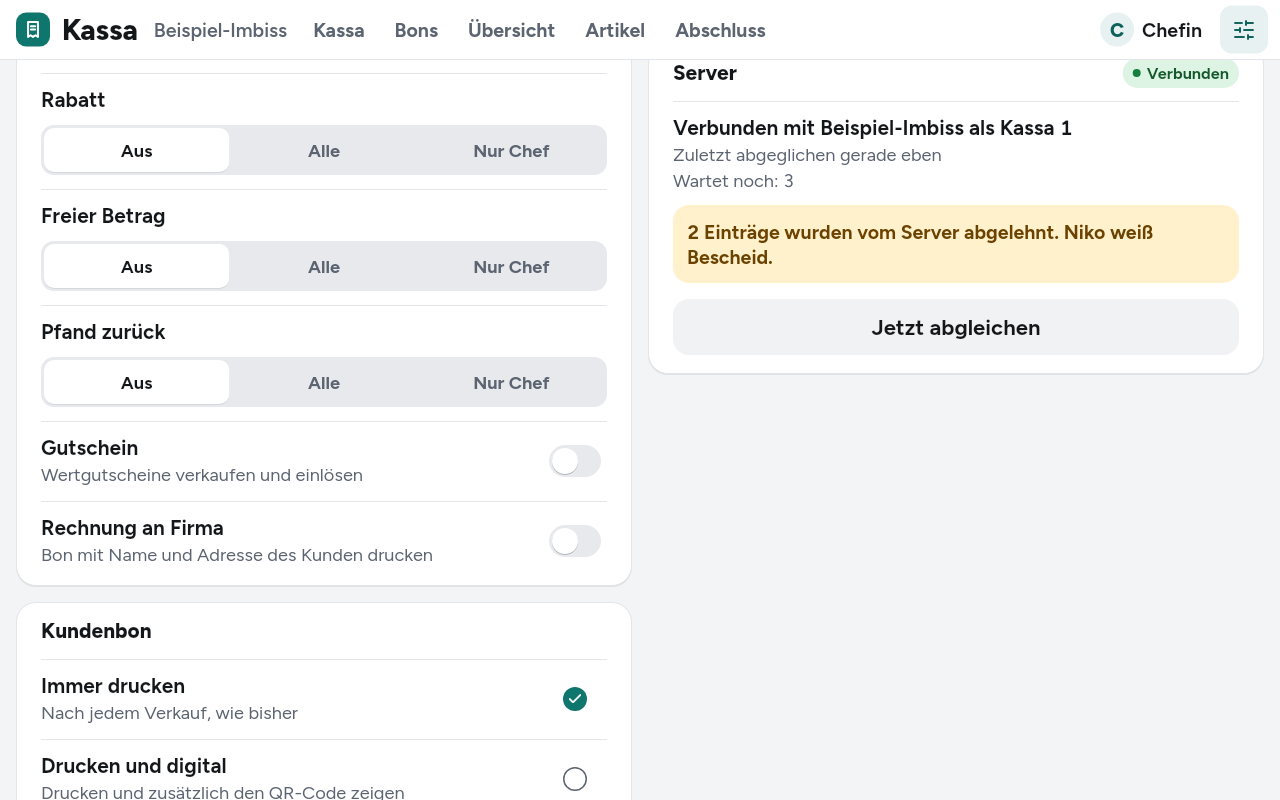 Kassa
Beispiel-Imbiss
Kassa
Bons
Übersicht
Artikel
Abschluss
C
Chefin
Rabatt
Aus
Alle
Nur Chef
Freier Betrag
Aus
Alle
Nur Chef
Pfand zurück
Aus
Alle
Nur Chef
Gutschein
Wertgutscheine verkaufen und einlösen
Rechnung an Firma
Bon mit Name und Adresse des Kunden drucken
Kundenbon
Immer drucken
Nach jedem Verkauf, wie bisher
Drucken und digital
Drucken und zusätzlich den QR-Code zeigen
Server
Verbunden
Verbunden mit Beispiel-Imbiss als Kassa 1
Zuletzt abgeglichen gerade eben
Wartet noch: 3
2 Einträge wurden vom Server abgelehnt. Niko weiß
Bescheid.
Jetzt abgleichen